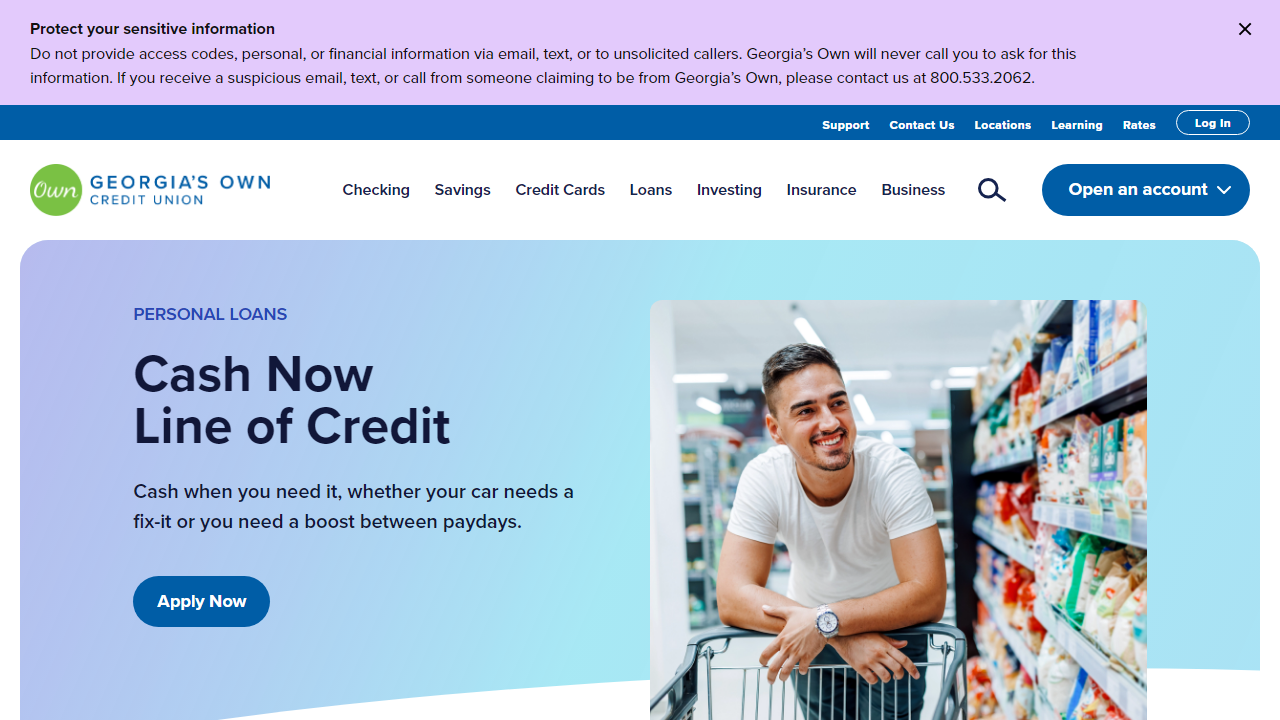 Protect your sensitive information
Do not provide access codes, personal, or financial information via email, text, or to unsolicited callers. Georgia’s Own will never call you to ask for this
information. If you receive a suspicious email, text, or call from someone claiming to be from Georgia’s Own, please contact us at 800.533.2062.
Support Contact Us Locations Learning Rates Log In
Own GEORGIA’S OWN
CREDIT UNION
Checking Savings Credit Cards Loans Investing Insurance Business Open an account
PERSONAL LOANS
Cash Now
Line of Credit
Cash when you need it, whether your car needs a
fix-it or you need a boost between paydays.
Apply Now